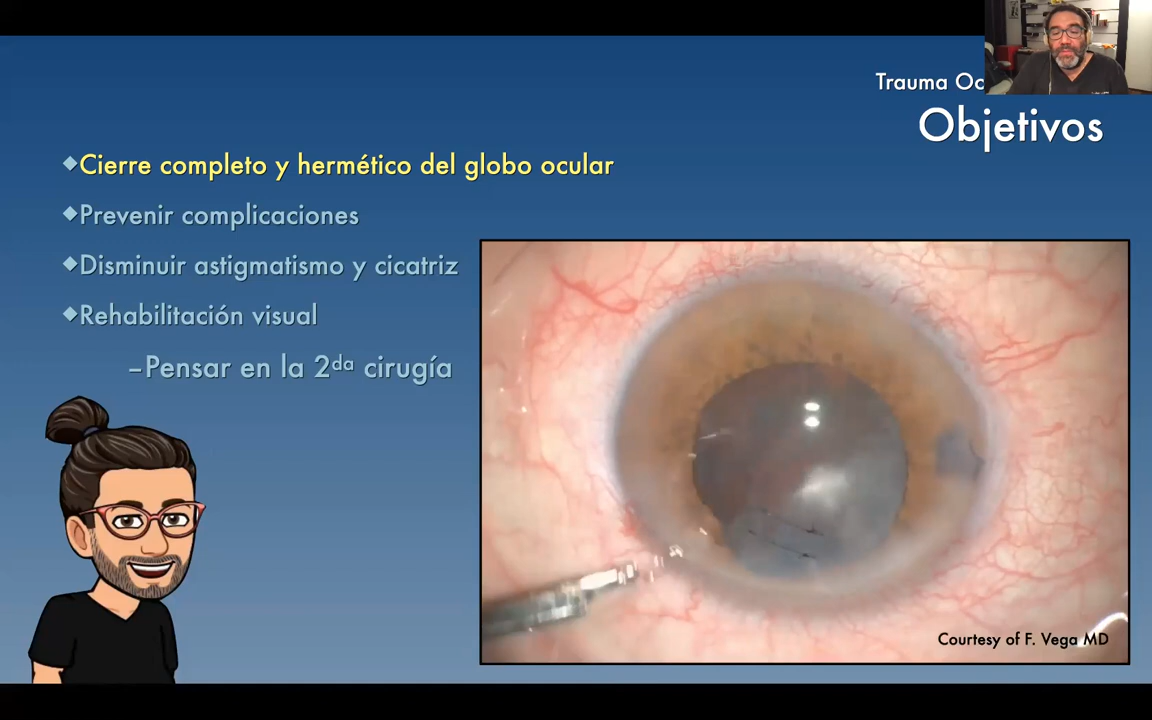 Trauma
Objetivos
◆Cierre completo y hermético del globo ocular
◆Prevenir complicaciones
◆Disminuir astigmatismo y cicatriz
◆Rehabilitación visual
–Pensar en la 2da cirugía
Courtesy of F. Vega MD